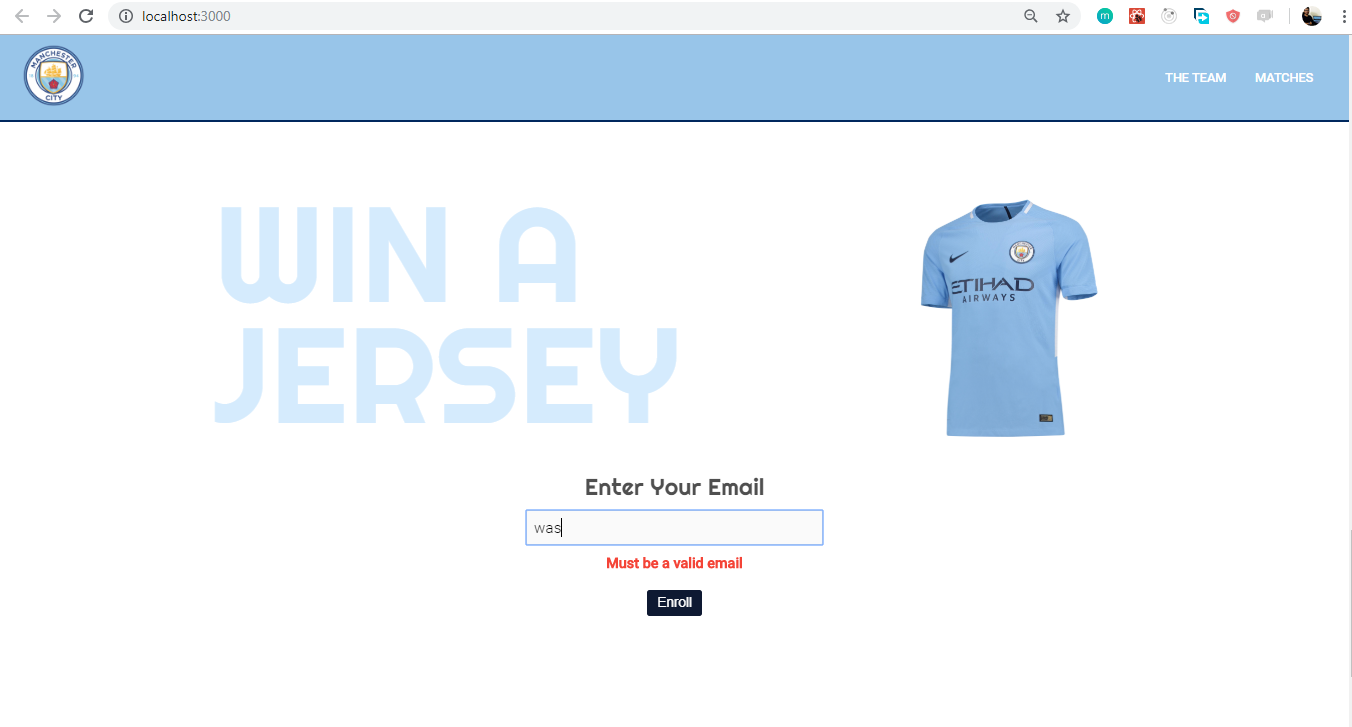 localhost:3000
MANCHESTER
CITY
THE TEAM MATCHES
WIN A
JERSEY
ETIHAD
AIRWAYS
Enter Your Email
was
Must be a valid email
Enroll